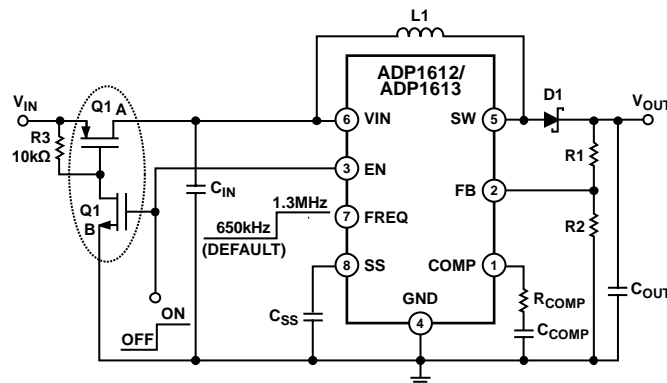 L1
ADP1612/
ADP1613
VIN
Q1
A
R3
10kΩ
6
VIN
SW
5
D1
VOUT
R1
3
EN
CIN
Q1
B
FB
2
1.3MHz
650kHz
(DEFAULT)
7
FREQ
R2
8
SS
COMP
1
ON
OFF
CSS
GND
4
RCOMP
CCOMP
COUT